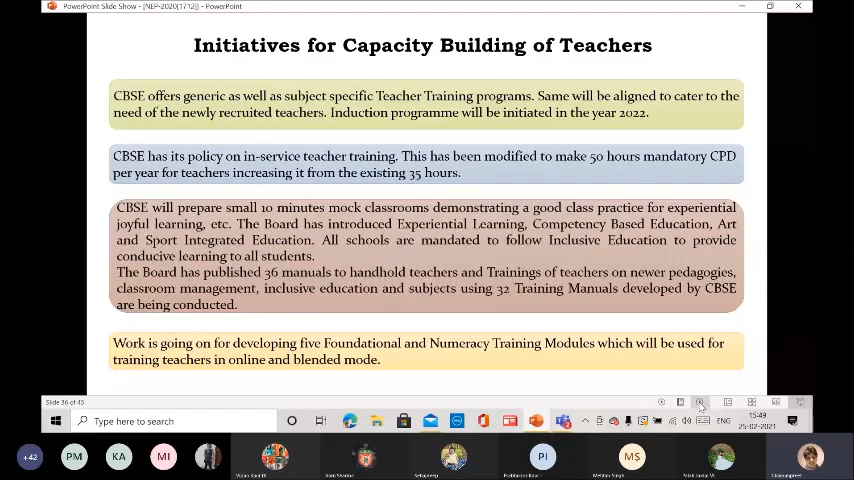 PowerPoint Slide Show - [NEP-2020[1712]] - PowerPoint
Initiatives for Capacity Building of Teachers
CBSE offers generic as well as subject specific Teacher Training programs. Same will be aligned to cater to the
need of the newly recruited teachers. Induction programme will be initiated in the year 2022.
CBSE has its policy on in-service teacher training. This has been modified to make 50 hours mandatory CPD
per year for teachers increasing it from the existing 35 hours.
CBSE will prepare small 10 minutes mock classrooms demonstrating a good class practice for experiential
joyful learning, etc. The Board has introduced Experiential Learning, Competency Based Education, Art
and Sport Integrated Education. All schools are mandated to follow Inclusive Education to provide
conducive learning to all students.
The Board has published 36 manuals to handhold teachers and Trainings of teachers on newer pedagogies,
classroom management, inclusive education and subjects using 32 Training Manuals developed by CBSE
are being conducted.
Work is going on for developing five Foundational and Numeracy Training Modules which will be used for
training teachers in online and blended mode.
Slide 36 of 45
Type here to search
ENG
15:49
25-02-2021
+42
PM
KA
MI
PI
MS
Vam Sharma
Sehajdeep
Prabhnoni Kaur
Mehtan Singh
Chamanpreet